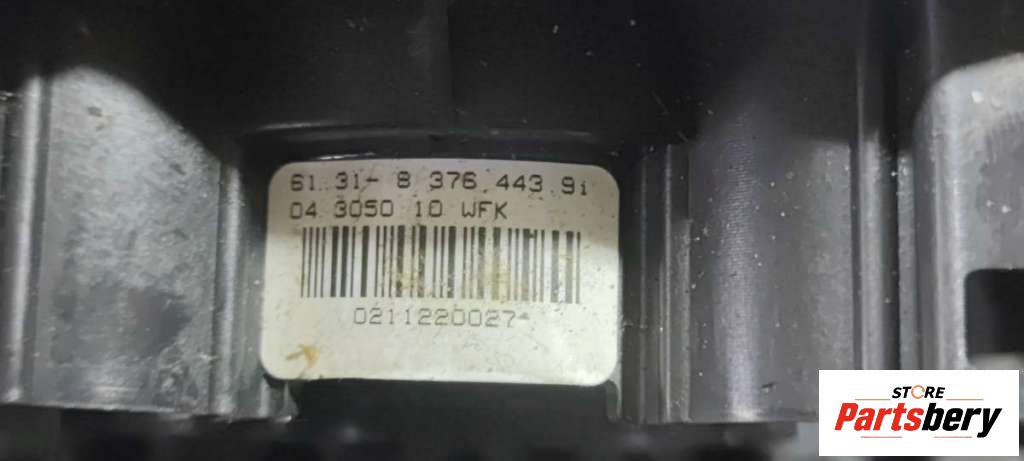 61.31- 8 376 443 9i
04 3050 10 WFK
0211220027
STORE
Partsbery